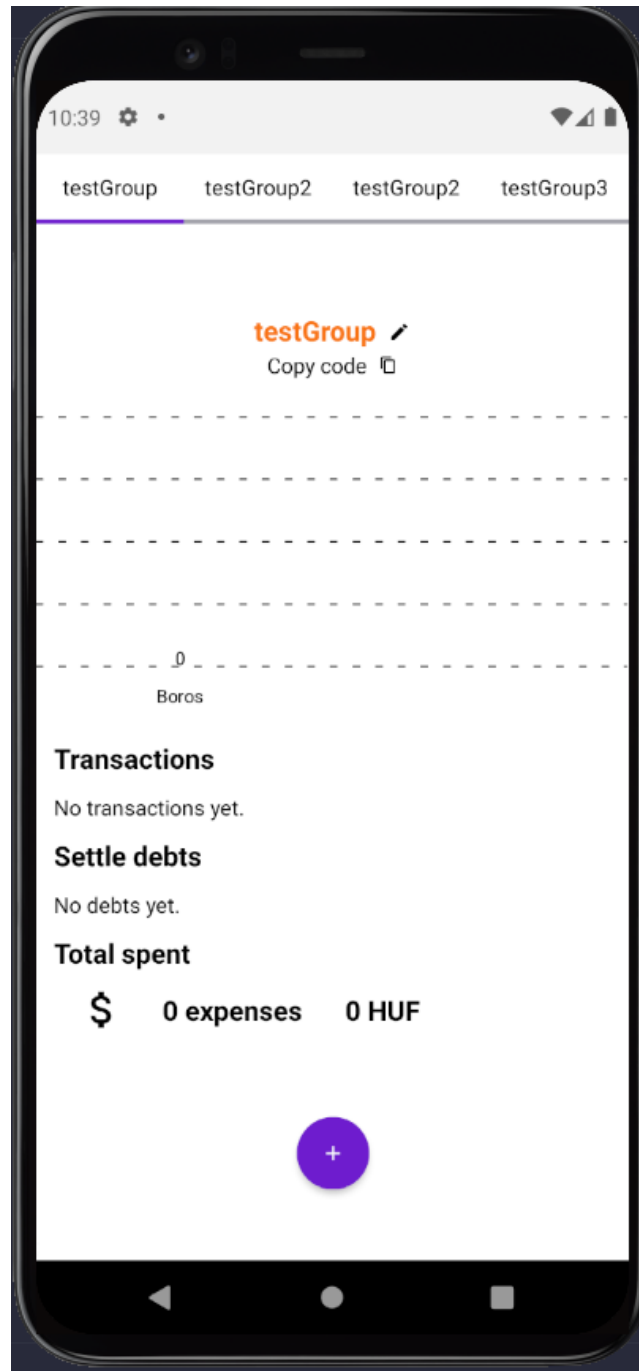 10:39
testGroup testGroup2 testGroup2 testGroup3
testGroup
Copy code
0
Boros
Transactions
No transactions yet.
Settle debts
No debts yet.
Total spent
$ 0 expenses 0 HUF
+